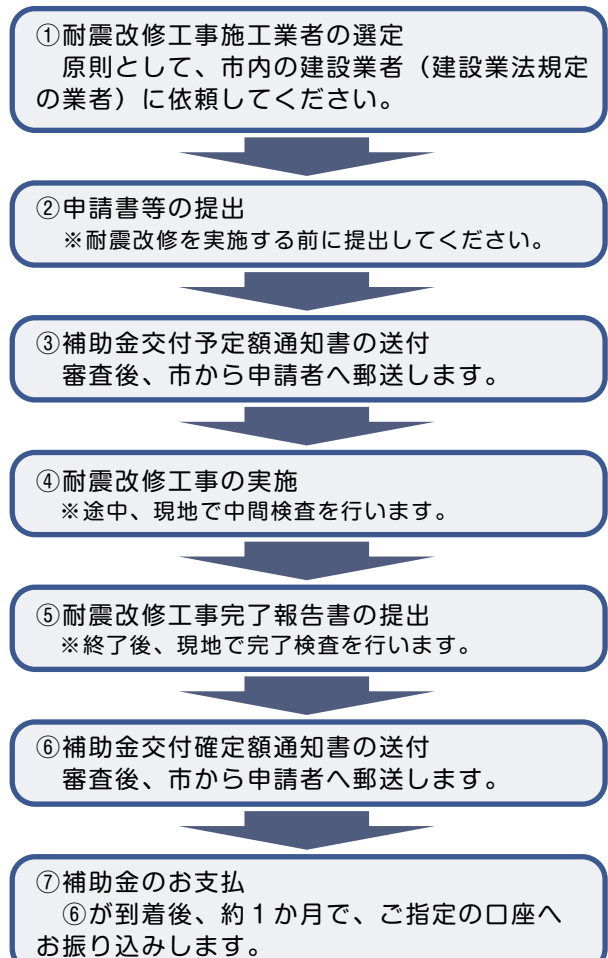 ①耐震改修工事施工業者の選定
原則として、市内の建設業者（建設業法規定
の業者）に依頼してください。
②申請書等の提出
※耐震改修を実施する前に提出してください。
③補助金交付予定額通知書の送付
審査後、市から申請者へ郵送します。
④耐震改修工事の実施
※途中、現地で中間検査を行います。
⑤耐震改修工事完了報告書の提出
※終了後、現地で完了検査を行います。
⑥補助金交付確定額通知書の送付
審査後、市から申請者へ郵送します。
⑦補助金のお支払
⑥が到着後、約１か月で、ご指定の口座へ
お振り込みします。